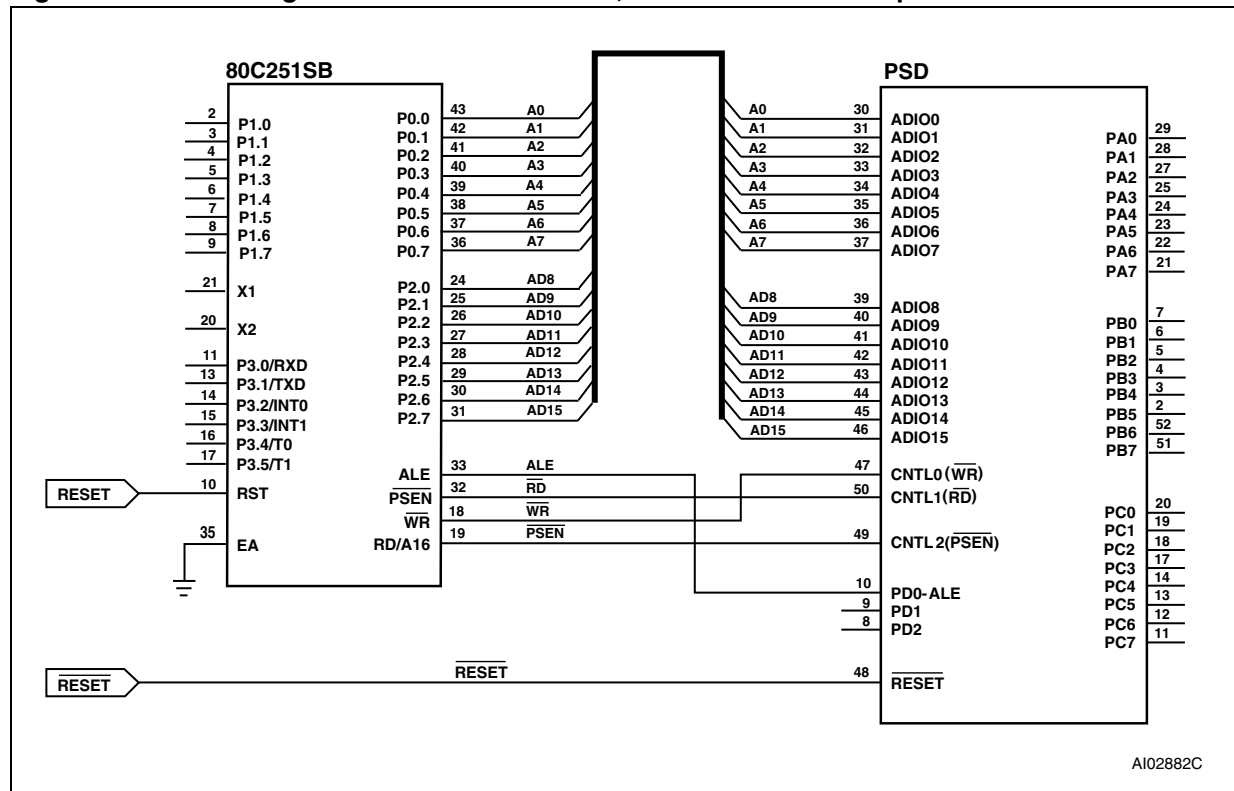 80C251SB
2 P1.0
3 P1.1
4 P1.2
5 P1.3
6 P1.4
7 P1.5
8 P1.6
9 P1.7
21 X1
20 X2
11 P3.0/RXD
13 P3.1/TXD
14 P3.2/INT0
15 P3.3/INT1
16 P3.4/T0
17 P3.5/T1
RESET 10 RST
35 EA
P0.0 43 A0
P0.1 42 A1
P0.2 41 A2
P0.3 40 A3
P0.4 39 A4
P0.5 38 A5
P0.6 37 A6
P0.7 36 A7
P2.0 24 AD8
P2.1 25 AD9
P2.2 26 AD10
P2.3 27 AD11
P2.4 28 AD12
P2.5 29 AD13
P2.6 30 AD14
P2.7 31 AD15
ALE 33 ALE
PSEN 32 RD
WR 18 WR
RD/A16 19 PSEN
PSD
A0 30 ADIO0
A1 31 ADIO1
A2 32 ADIO2
A3 33 ADIO3
A4 34 ADIO4
A5 35 ADIO5
A6 36 ADIO6
A7 37 ADIO7
AD8 39 ADIO8
AD9 40 ADIO9
AD10 41 ADIO10
AD11 42 ADIO11
AD12 43 ADIO12
AD13 44 ADIO13
AD14 45 ADIO14
AD15 46 ADIO15
47 CNTL0(WR)
50 CNTL1(RD)
49 CNTL2(PSEN)
10 PD0-ALE
9 PD1
8 PD2
RESET RESET 48 RESET
PA0 29
PA1 28
PA2 27
PA3 25
PA4 24
PA5 23
PA6 22
PA7 21
PB0 7
PB1 6
PB2 5
PB3 4
PB4 3
PB5 2
PB6 52
PB7 51
PC0 20
PC1 19
PC2 18
PC3 17
PC4 14
PC5 13
PC6 12
PC7 11
AI02882C